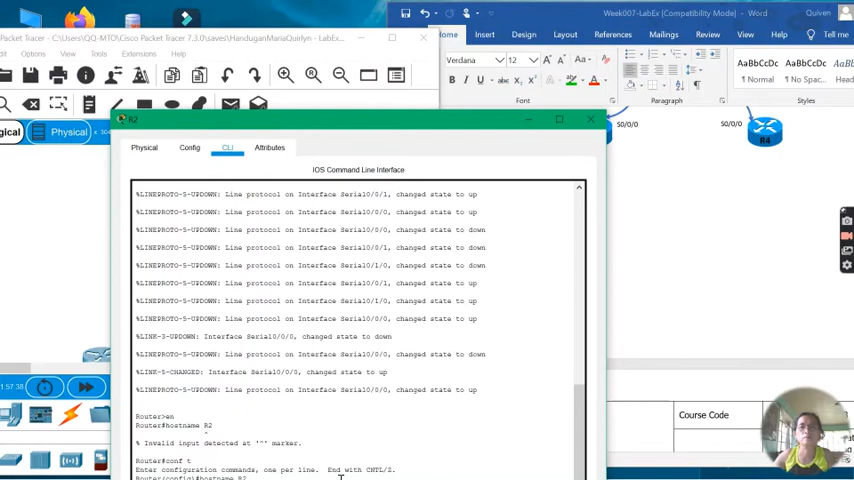 Week007-LabEx [Compatibility Mode] - Word
Quiven
Packet Tracer - C:\Users\QQ-MTO\Cisco Packet Tracer 7.3.0\saves\HanduganMariaQuirlyn - LabEx...
Options View Tools Extensions Help
Home Insert Design Layout References Mailings Review View Help Tell me
Verdana 12
AaBbCcD AaBbCcD
B I U abc
Normal No Spac...
Font Paragraph
Physical
R2
S0/0/0 S0/0/0 R4
Physical Config CLI Attributes
IOS Command Line Interface
%LINEPROTO-5-UPDOWN: Line protocol on Interface Serial0/0/1, changed state to up
%LINEPROTO-5-UPDOWN: Line protocol on Interface Serial0/0/0, changed state to up
%LINEPROTO-5-UPDOWN: Line protocol on Interface Serial0/0/0, changed state to down
%LINEPROTO-5-UPDOWN: Line protocol on Interface Serial0/0/1, changed state to down
%LINEPROTO-5-UPDOWN: Line protocol on Interface Serial0/1/0, changed state to down
%LINEPROTO-5-UPDOWN: Line protocol on Interface Serial0/0/1, changed state to up
%LINEPROTO-5-UPDOWN: Line protocol on Interface Serial0/1/0, changed state to up
%LINEPROTO-5-UPDOWN: Line protocol on Interface Serial0/0/0, changed state to up
%LINK-3-UPDOWN: Interface Serial0/0/0, changed state to down
%LINEPROTO-5-UPDOWN: Line protocol on Interface Serial0/0/0, changed state to down
%LINK-5-CHANGED: Interface Serial0/0/0, changed state to up
%LINEPROTO-5-UPDOWN: Line protocol on Interface Serial0/0/0, changed state to up
Router>en
Router#hostname R2
^
% Invalid input detected at '^' marker.
Router#conf t
Enter configuration commands, one per line. End with CNTL/Z.
Router(config)#hostname R2
Course Code